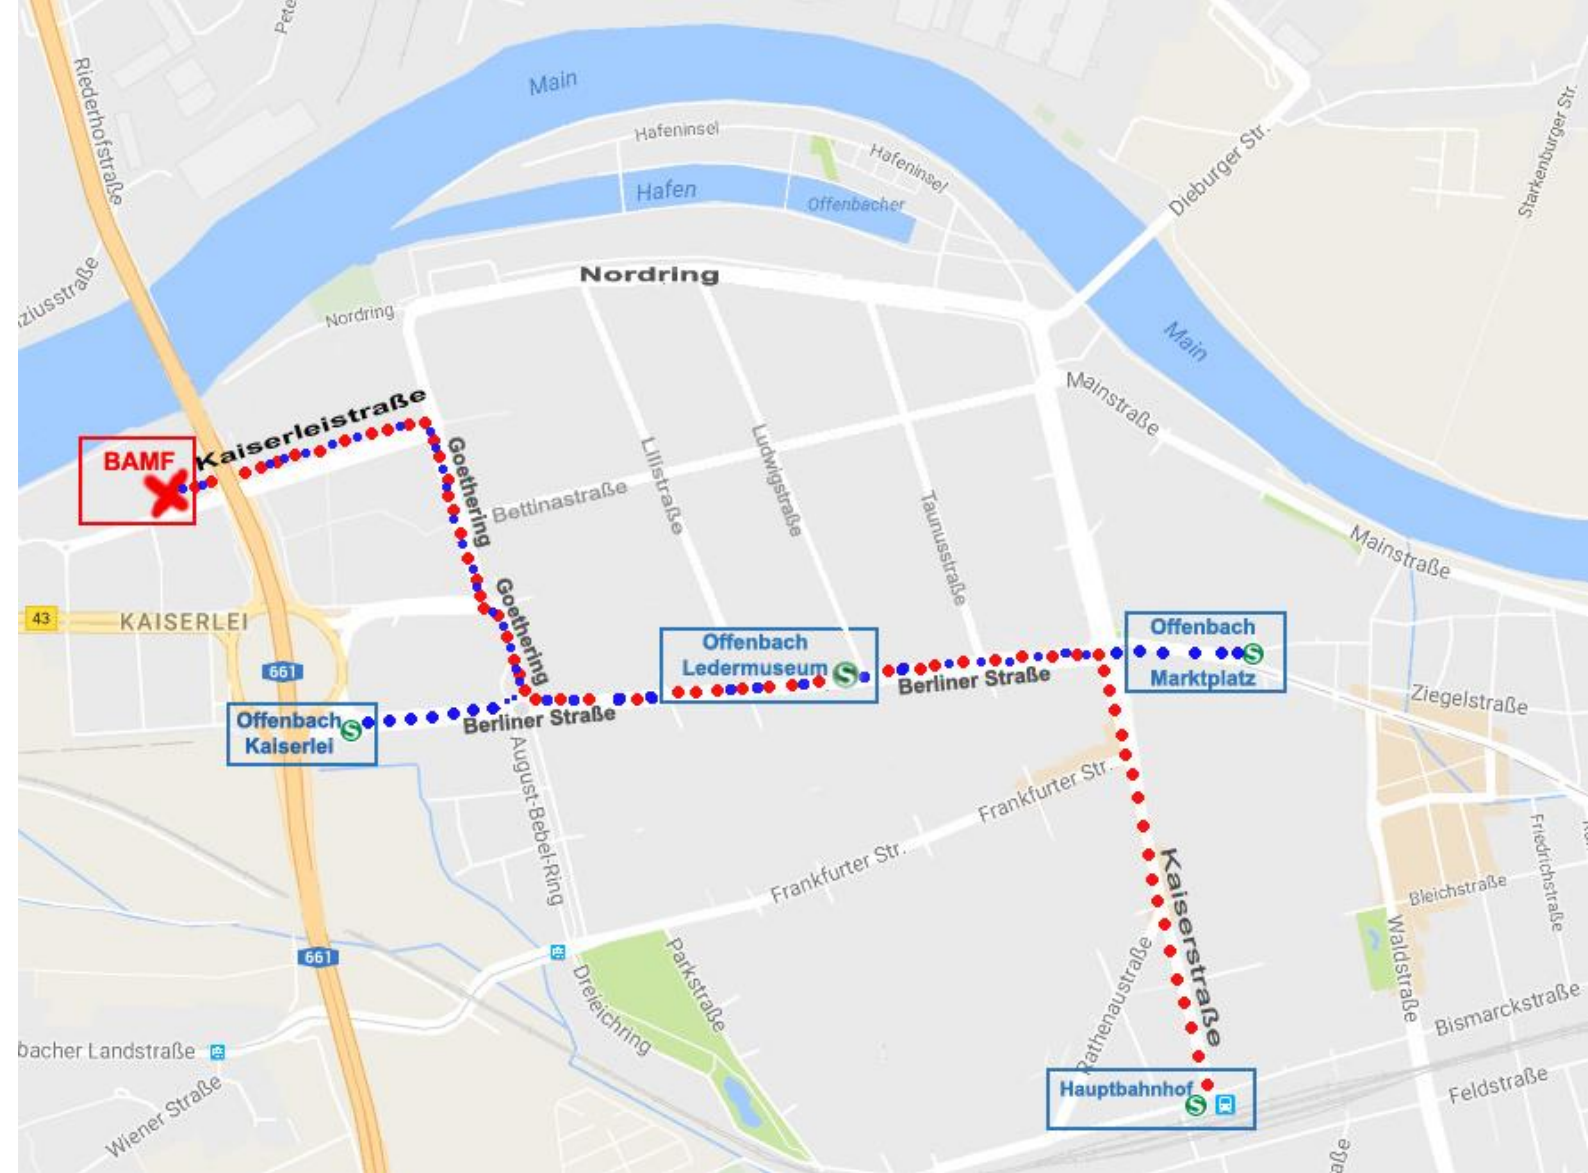 Main
Riederhofstraße
Hafeninsel
Hafeninsel
Dieburger Str.
Starkenburger Str.
Hafen
Offenbacher
Nordring
Nordring
Main
Mainstraße
Kaiserleistraße
BAMF
Goethering
Bettinastraße
Lilistraße
Ludwigstraße
Taunusstraße
Mainstraße
Goethering
43
KAISERLEI
661
Offenbach
Ledermuseum
S
Offenbach
S
Marktplatz
Berliner Straße
Ziegelstraße
Offenbach
Kaiserlei
S
Berliner Straße
August-Bebel-Ring
Frankfurter Str.
Frankfurter Str.
Kaiserstraße
Friedrichstraße
Bleichstraße
Waldstraße
661
Parkstraße
Dreieichring
Rathenaustraße
Bismarckstraße
bacher Landstraße
Wiener Straße
Hauptbahnhof
S
Feldstraße